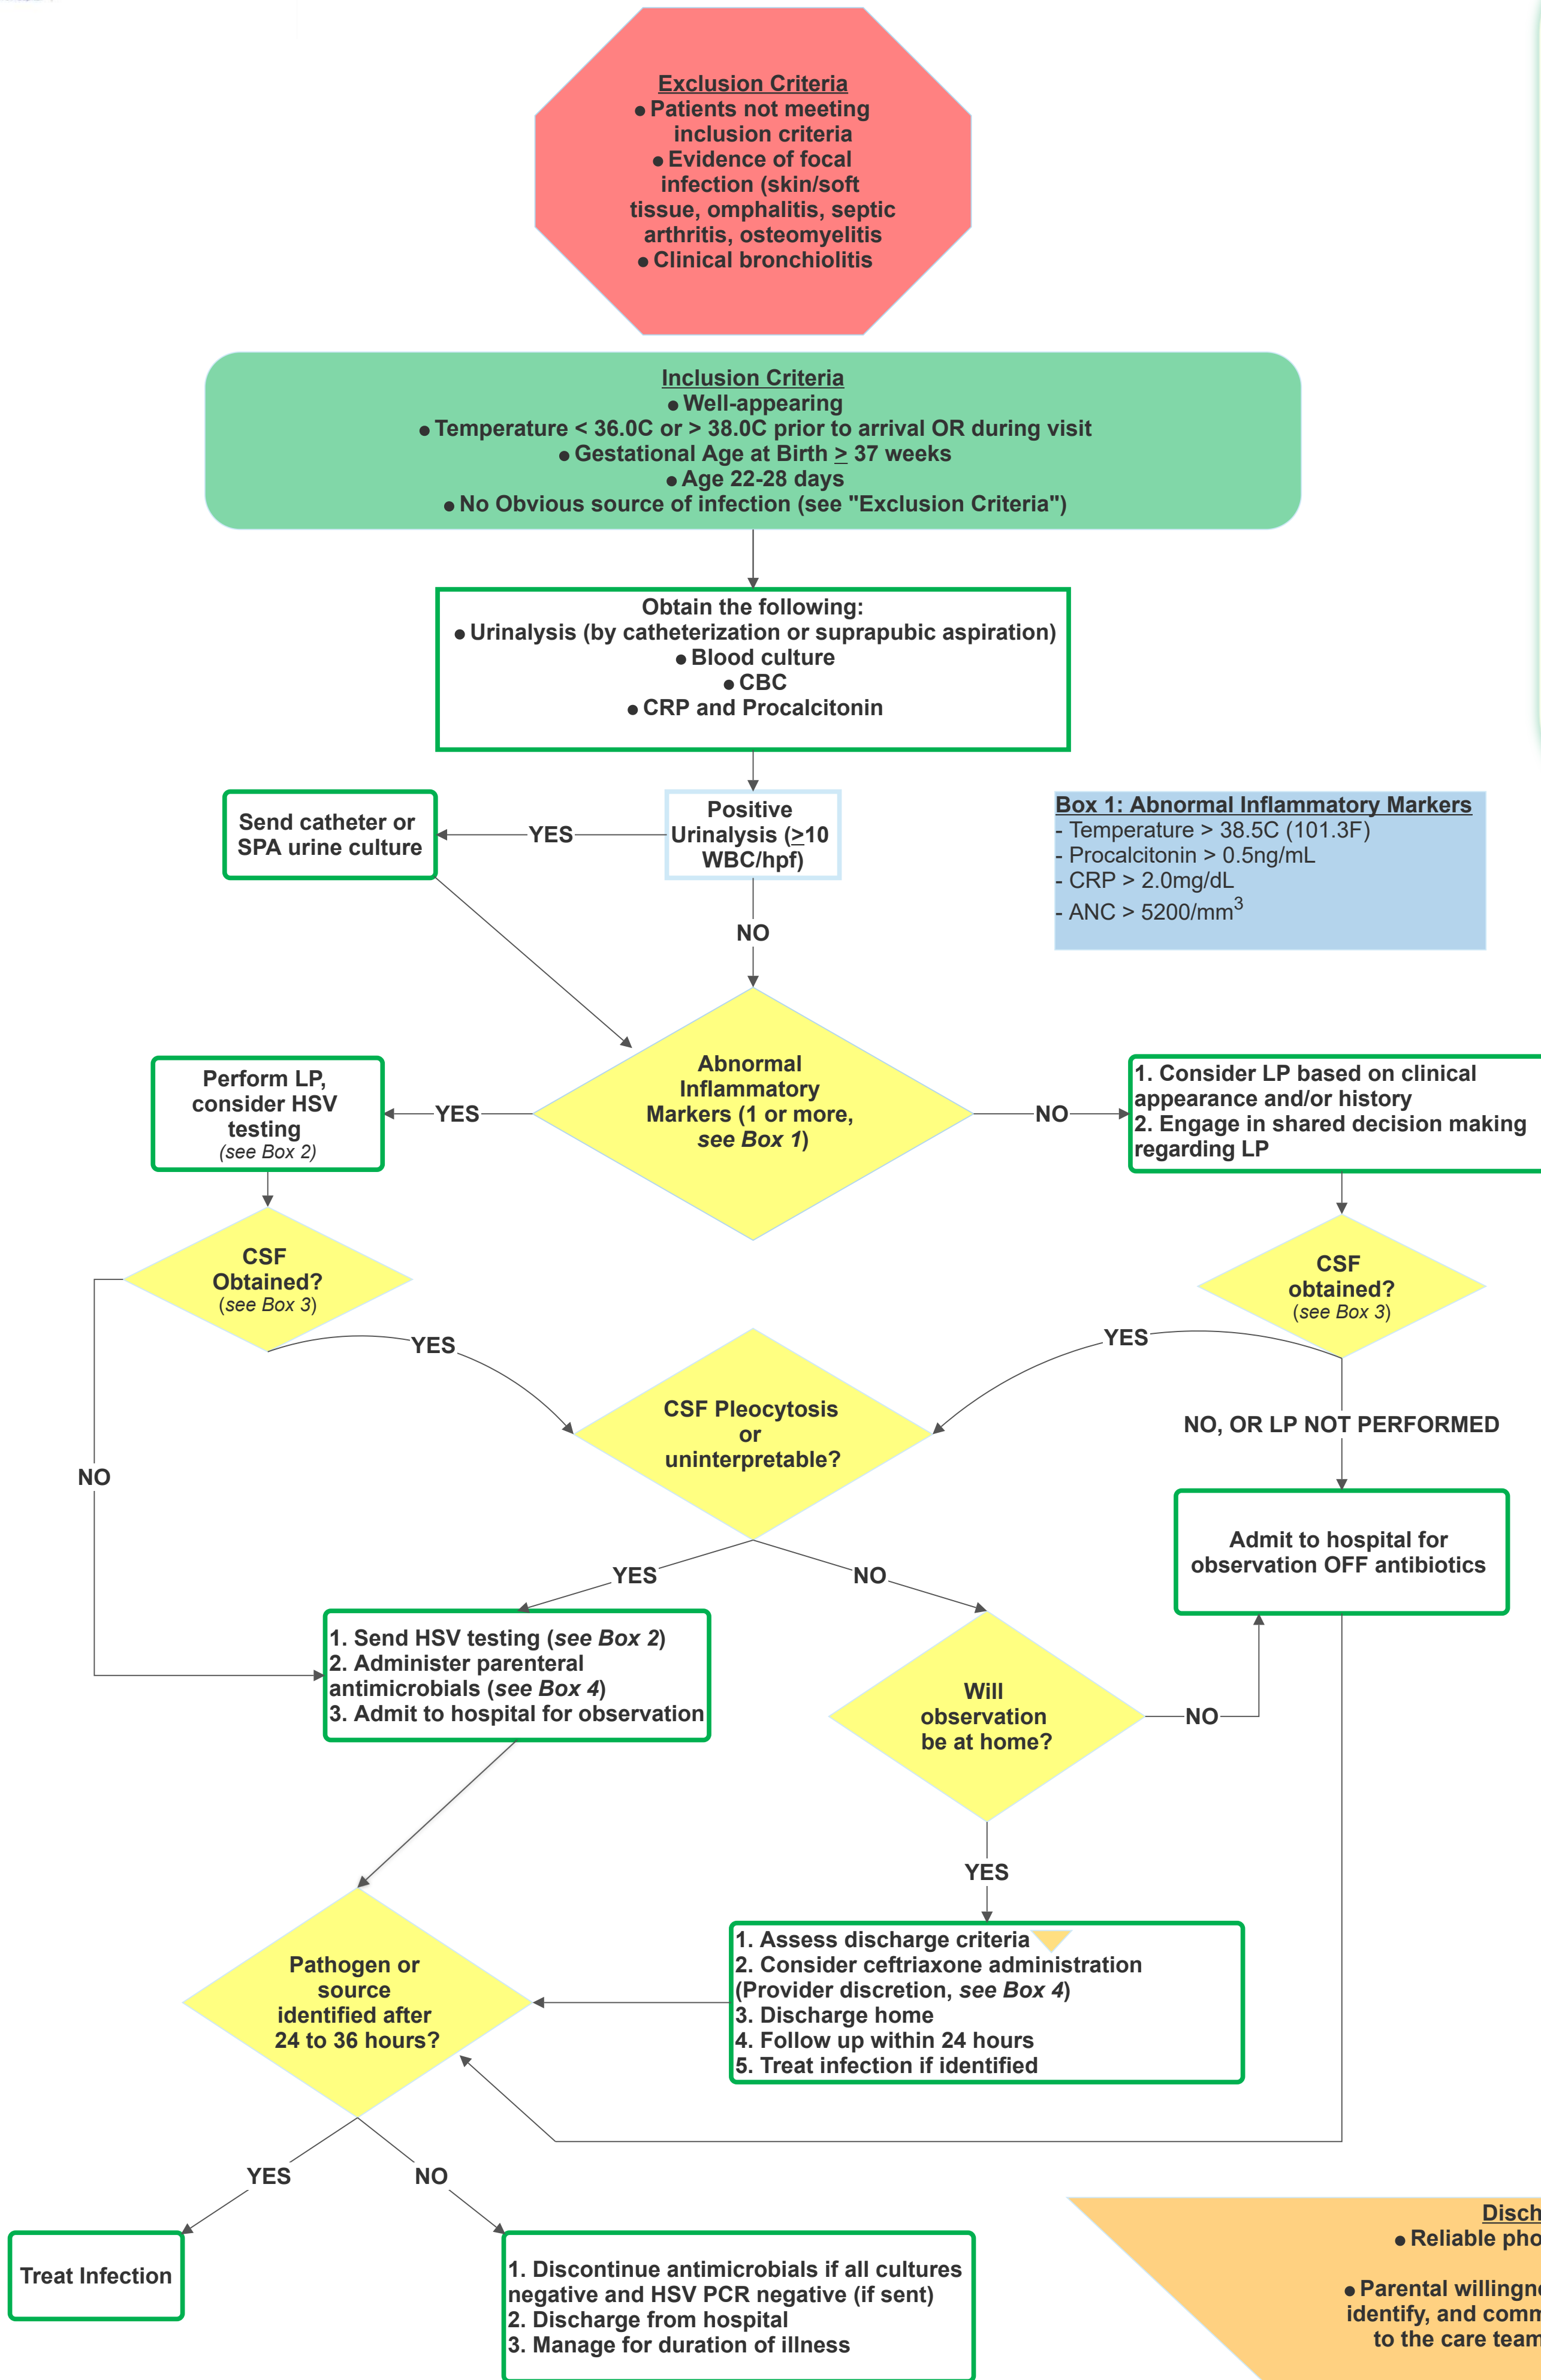 Exclusion Criteria
● Patients not meeting
inclusion criteria
● Evidence of focal
infection (skin/soft
tissue, omphalitis, septic
arthritis, osteomyelitis
● Clinical bronchiolitis
Inclusion Criteria
● Well-appearing
● Temperature < 36.0C or > 38.0C prior to arrival OR during visit
● Gestational Age at Birth ≥ 37 weeks
● Age 22-28 days
● No Obvious source of infection (see "Exclusion Criteria")
Obtain the following:
● Urinalysis (by catheterization or suprapubic aspiration)
● Blood culture
● CBC
● CRP and Procalcitonin
Send catheter or
SPA urine culture
YES
Positive
Urinalysis (≥10
WBC/hpf)
Box 1: Abnormal Inflammatory Markers
- Temperature > 38.5C (101.3F)
- Procalcitonin > 0.5ng/mL
- CRP > 2.0mg/dL
- ANC > 5200/mm³
NO
Perform LP,
consider HSV
testing
(see Box 2)
YES
Abnormal
Inflammatory
Markers (1 or more,
see Box 1)
NO
1. Consider LP based on clinical
appearance and/or history
2. Engage in shared decision making
regarding LP
CSF
Obtained?
(see Box 3)
CSF
obtained?
(see Box 3)
YES
YES
CSF Pleocytosis
or
uninterpretable?
NO, OR LP NOT PERFORMED
NO
Admit to hospital for
observation OFF antibiotics
YES
NO
1. Send HSV testing (see Box 2)
2. Administer parenteral
antimicrobials (see Box 4)
3. Admit to hospital for observation
Will
observation
be at home?
NO
YES
Pathogen or
source
identified after
24 to 36 hours?
1. Assess discharge criteria
2. Consider ceftriaxone administration
(Provider discretion, see Box 4)
3. Discharge home
4. Follow up within 24 hours
5. Treat infection if identified
YES
NO
Treat Infection
1. Discontinue antimicrobials if all cultures
negative and HSV PCR negative (if sent)
2. Discharge from hospital
3. Manage for duration of illness
● Reliable
● Parental
identify, and
to the care team